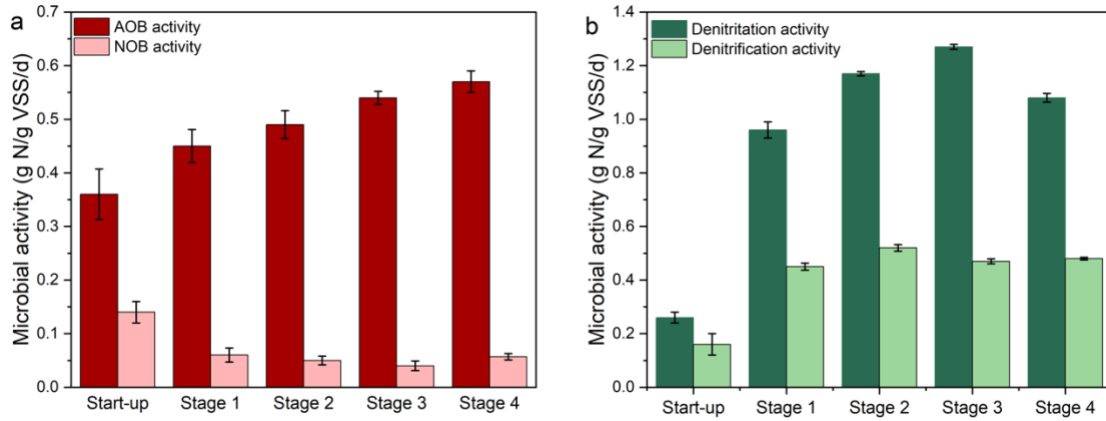 a
AOB activity
NOB activity
Microbial activity (g N/g VSS/d)
0.7
0.6
0.5
0.4
0.3
0.2
0.1
0.0
Start-up Stage 1 Stage 2 Stage 3 Stage 4
b
Denitritation activity
Denitrification activity
Microbial activity (g N/g VSS/d)
1.4
1.2
1.0
0.8
0.6
0.4
0.2
0.0
Start-up Stage 1 Stage 2 Stage 3 Stage 4